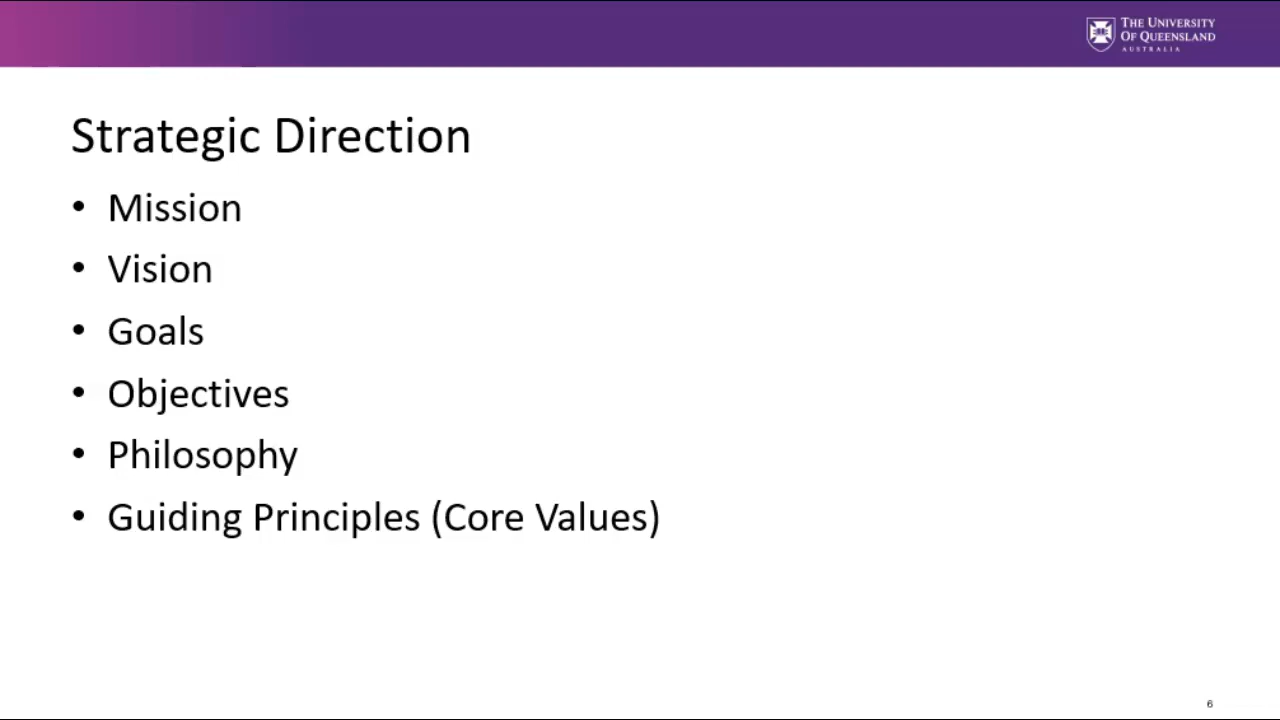 THE UNIVERSITY
OF QUEENSLAND
AUSTRALIA
Strategic Direction
• Mission
• Vision
• Goals
• Objectives
• Philosophy
• Guiding Principles (Core Values)
6